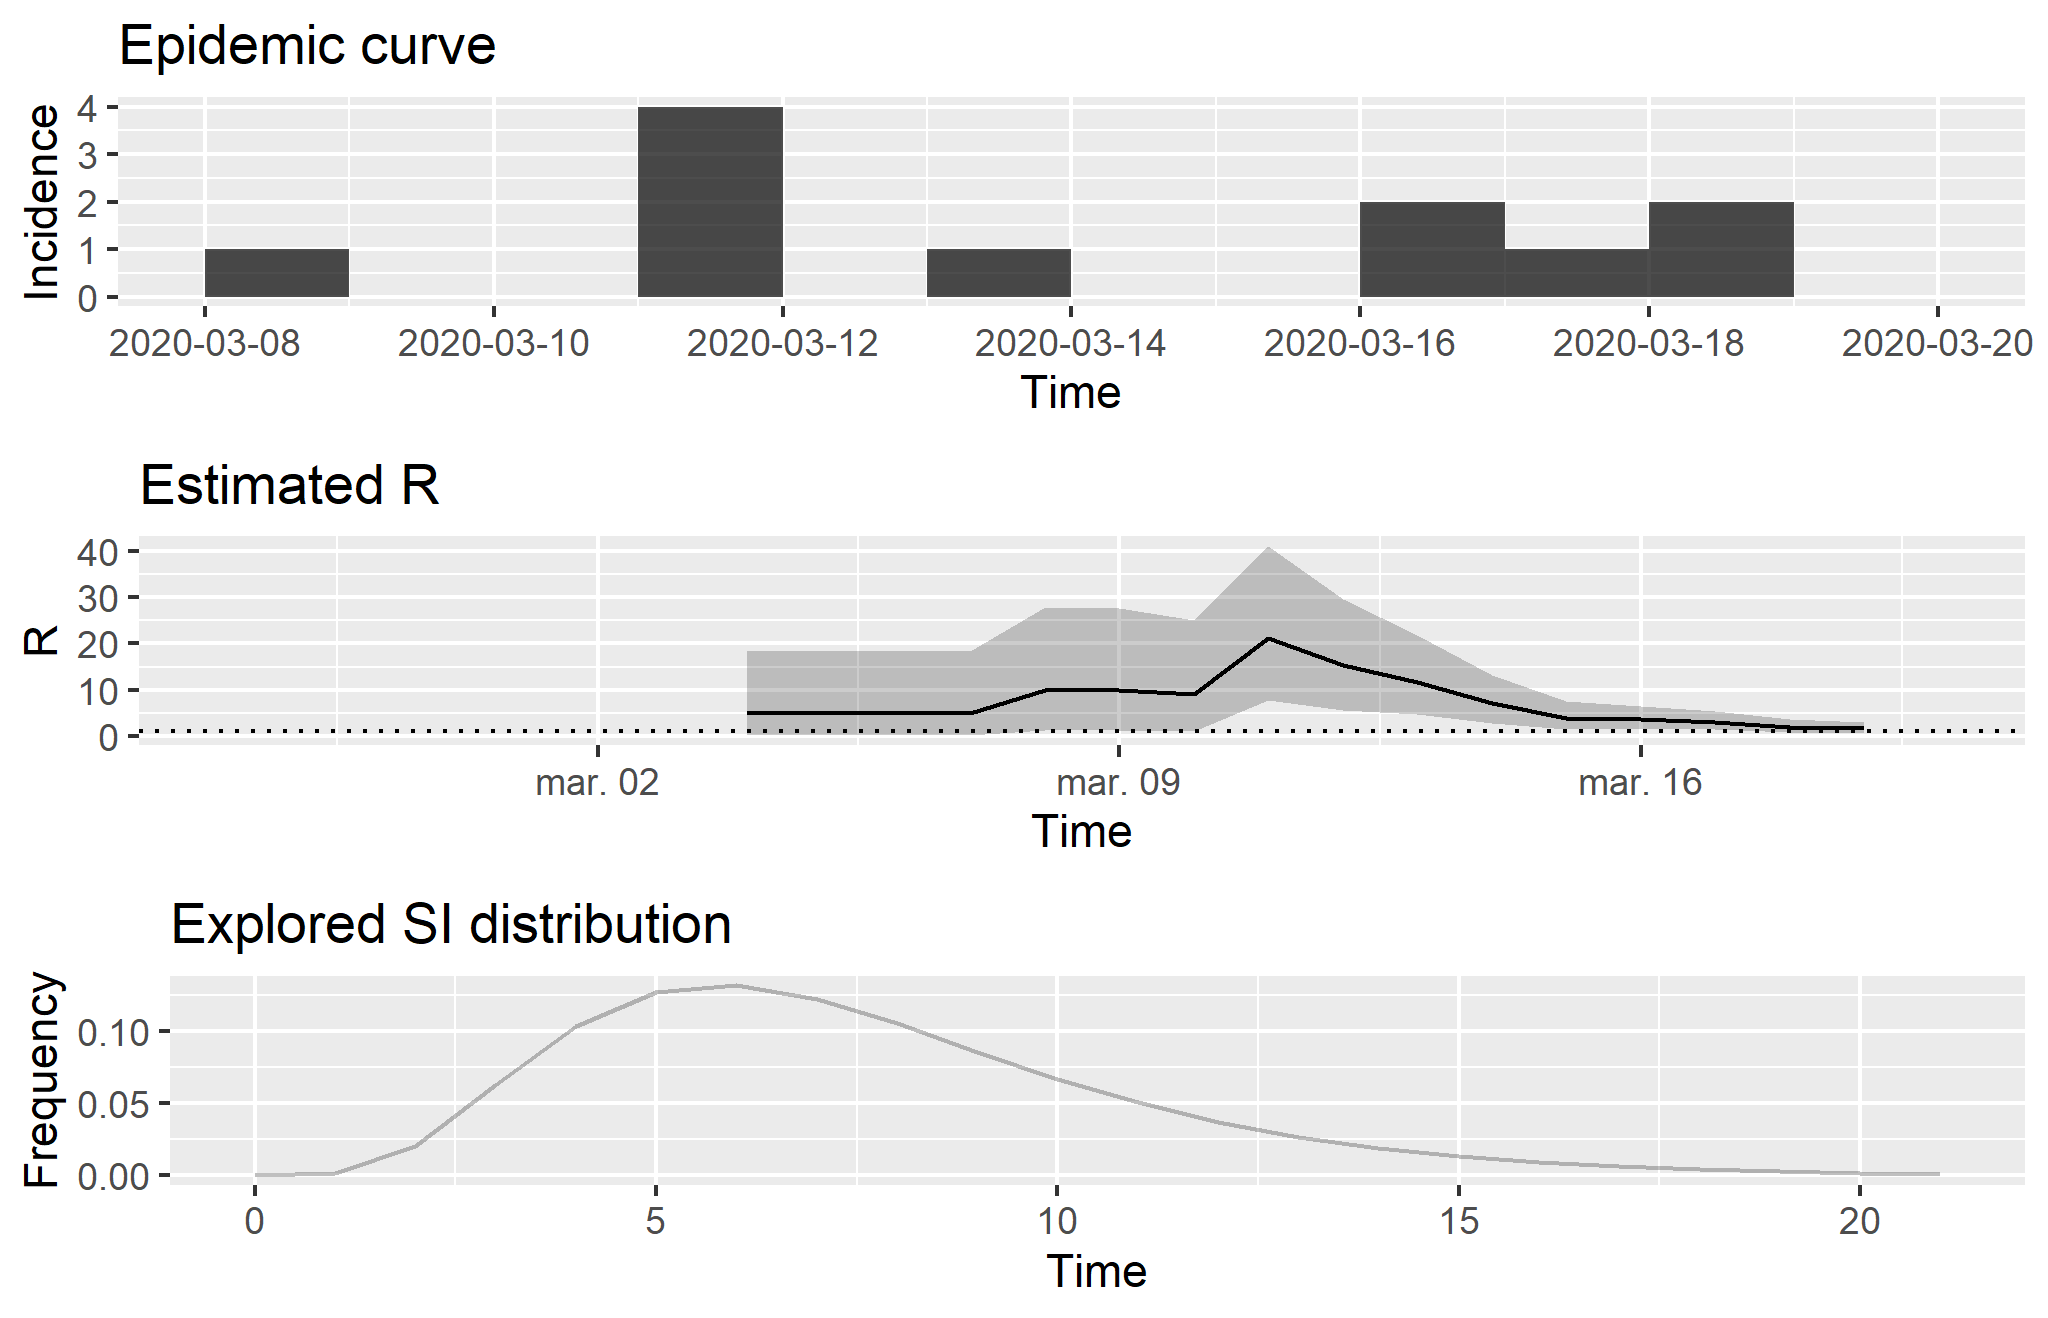 Epidemic curve
Incidence
4
3
2
1
0
2020-03-08 2020-03-10 2020-03-12 2020-03-14 2020-03-16 2020-03-18 2020-03-20
Time
Estimated R
R
40
30
20
10
0
mar. 02 mar. 09 mar. 16
Time
Explored SI distribution
Frequency
0.10
0.05
0.00
0 5 10 15 20
Time